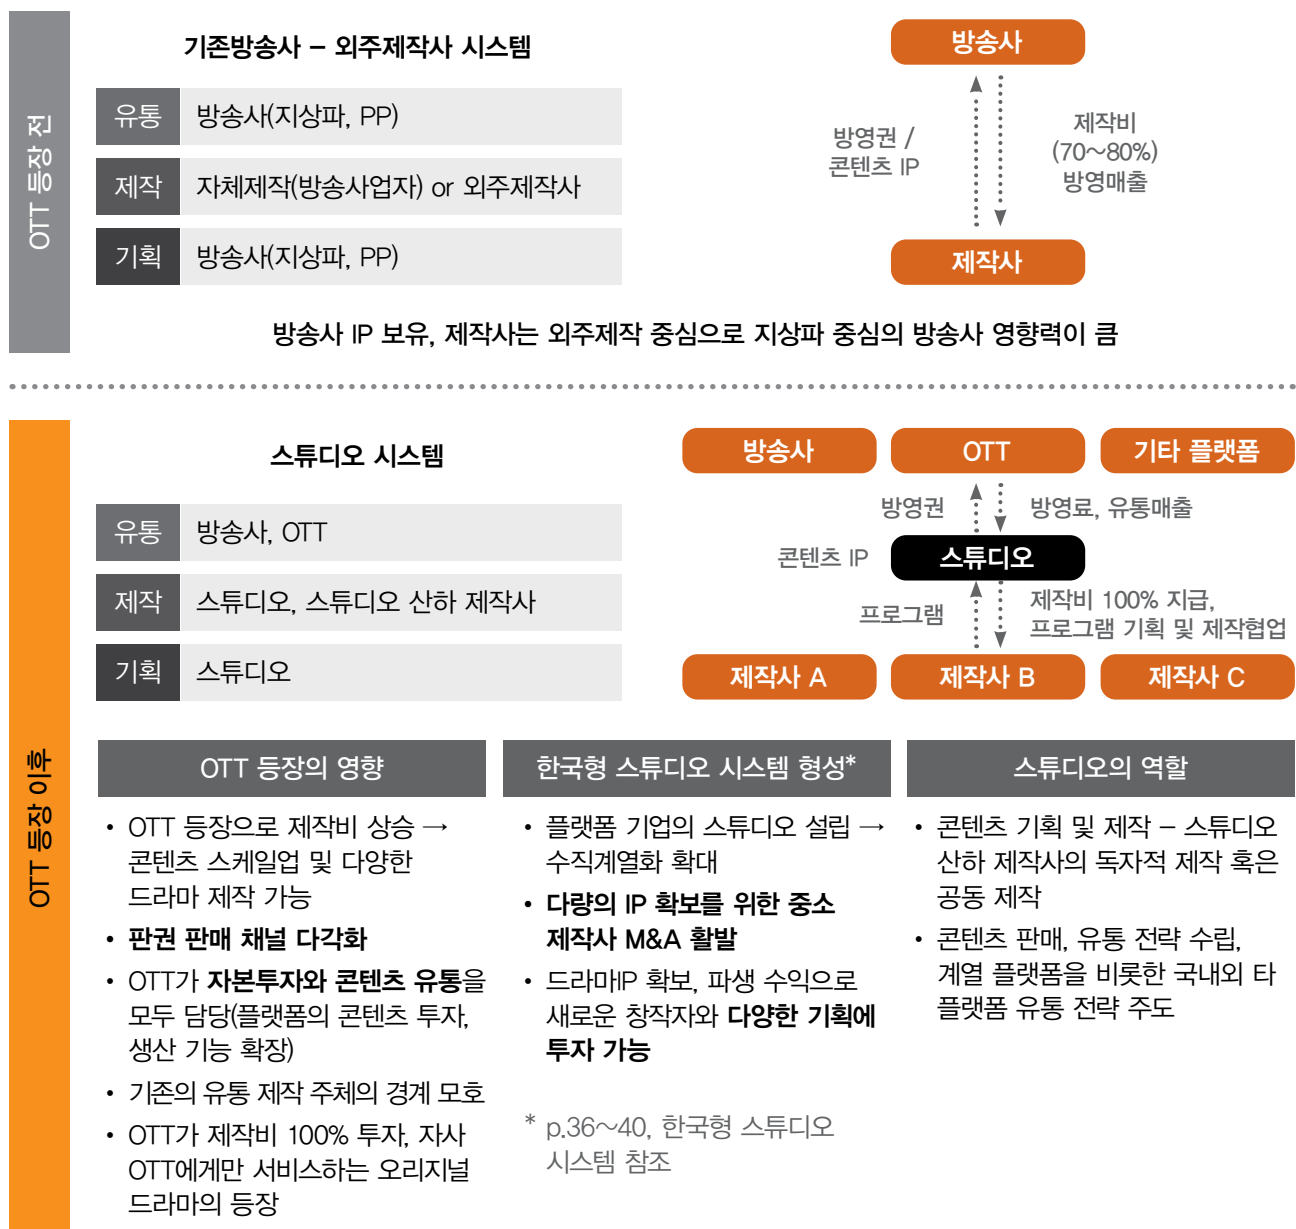 OTT 등장 전
기존방송사 – 외주제작사 시스템
유통
방송사(지상파, PP)
제작
자체제작(방송사업자) or 외주제작사
기획
방송사(지상파, PP)
방송사
방영권 /
콘텐츠 IP
제작비
(70~80%)
방영매출
제작사
방송사 IP 보유, 제작사는 외주제작 중심으로 지상파 중심의 방송사 영향력이 큼
OTT 등장 이후
스튜디오 시스템
유통
방송사, OTT
제작
스튜디오, 스튜디오 산하 제작사
기획
스튜디오
방송사
OTT
기타 플랫폼
방영권
방영료, 유통매출
콘텐츠 IP
스튜디오
프로그램
제작비 100% 지급,
프로그램 기획 및 제작협업
제작사 A
제작사 B
제작사 C
OTT 등장의 영향
• OTT 등장으로 제작비 상승 →
콘텐츠 스케일업 및 다양한
드라마 제작 가능
• 판권 판매 채널 다각화
• OTT가 자본투자와 콘텐츠 유통을
모두 담당(플랫폼의 콘텐츠 투자,
생산 기능 확장)
• 기존의 유통 제작 주체의 경계 모호
• OTT가 제작비 100% 투자, 자사
OTT에게만 서비스하는 오리지널
드라마의 등장
한국형 스튜디오 시스템 형성*
• 플랫폼 기업의 스튜디오 설립 →
수직계열화 확대
• 다량의 IP 확보를 위한 중소
제작사 M&A 활발
• 드라마IP 확보, 파생 수익으로
새로운 창작자와 다양한 기획에
투자 가능
* p.36~40, 한국형 스튜디오
시스템 참조
스튜디오의 역할
• 콘텐츠 기획 및 제작 – 스튜디오
산하 제작사의 독자적 제작 혹은
공동 제작
• 콘텐츠 판매, 유통 전략 수립,
계열 플랫폼을 비롯한 국내외 타
플랫폼 유통 전략 주도